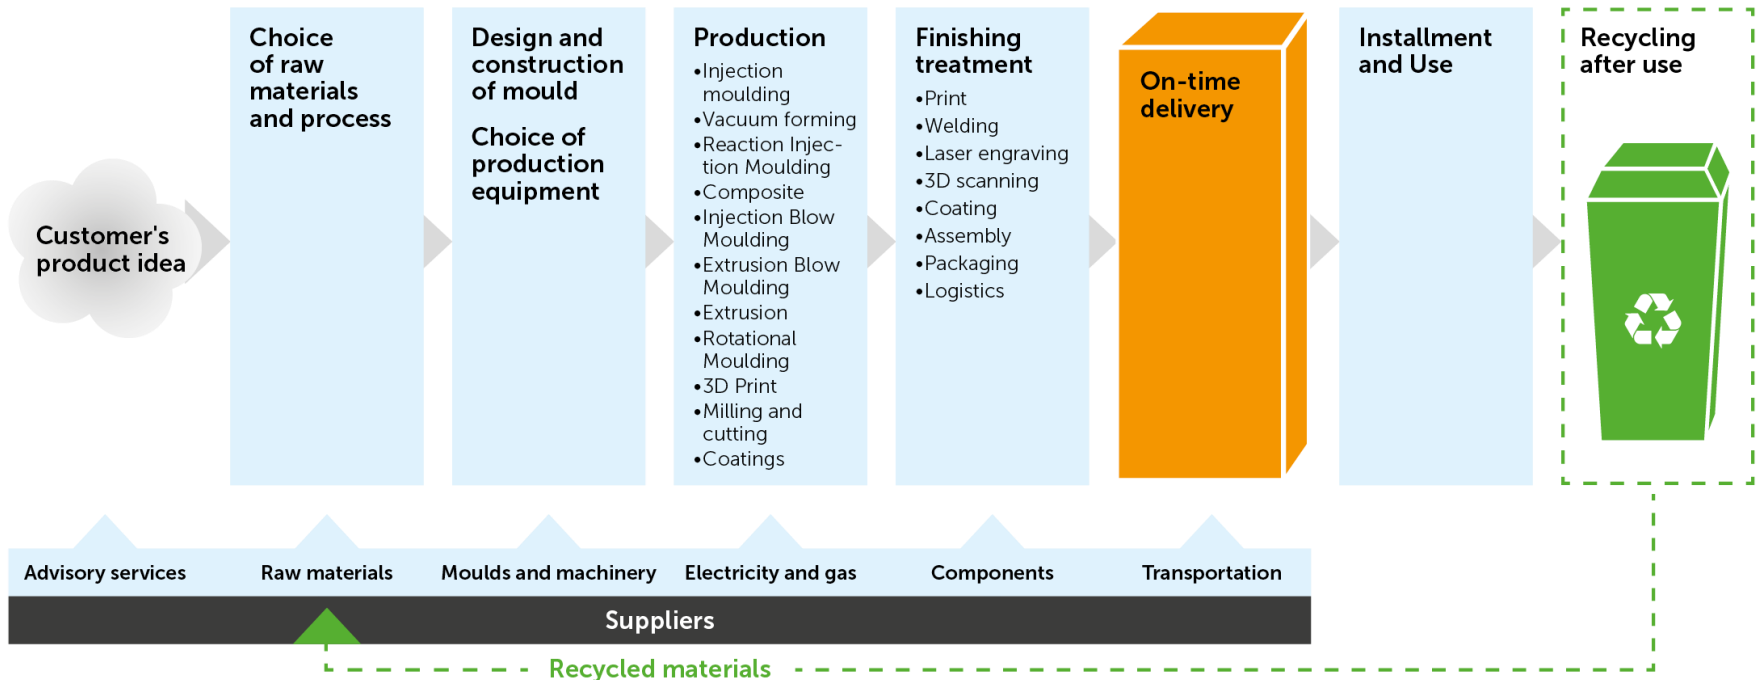 Customer's
product idea
Choice
of raw
materials
and process
Design and
construction
of mould
Choice of
production
equipment
Production
•Injection
moulding
•Vacuum forming
•Reaction Injec-
tion Moulding
•Composite
•Injection Blow
Moulding
•Extrusion Blow
Moulding
•Extrusion
•Rotational
Moulding
•3D Print
•Milling and
cutting
•Coatings
Finishing
treatment
•Print
•Welding
•Laser engraving
•3D scanning
•Coating
•Assembly
•Packaging
•Logistics
On-time
delivery
Installment
and Use
Recycling
after use
Advisory services
Raw materials
Moulds and machinery
Electricity and gas
Components
Transportation
Suppliers
Recycled materials